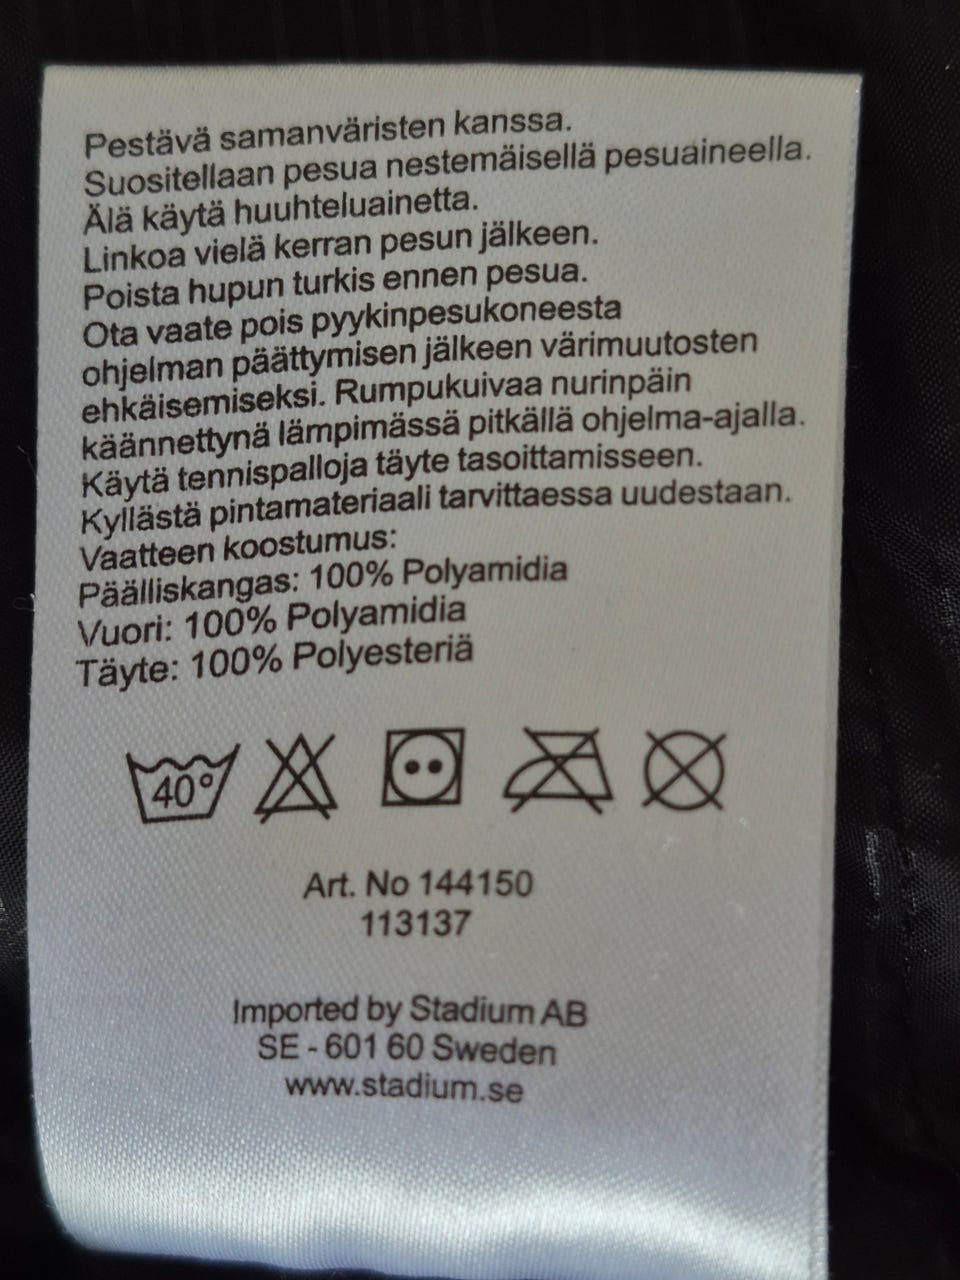 Pestävä samanväristen kanssa.
Suositellaan pesua nestemäisellä pesuaineella.
Älä käytä huuhteluainetta.
Linkoa vielä kerran pesun jälkeen.
Poista hupun turkis ennen pesua.
Ota vaate pois pyykinpesukoneesta
ohjelman päättymisen jälkeen värimuutosten
ehkäisemiseksi. Rumpukuivaa nurinpäin
käännettynä lämpimässä pitkällä ohjelma-ajalla.
Käytä tennispalloja täyte tasoittamisseen.
Kyllästä pintamateriaali tarvittaessa uudestaan.
Vaatteen koostumus:
Päälliskangas: 100% Polyamidia
Vuori: 100% Polyamidia
Täyte: 100% Polyesteriä
40°
Art. No 144150
113137
Imported by Stadium AB
SE - 601 60 Sweden
www.stadium.se